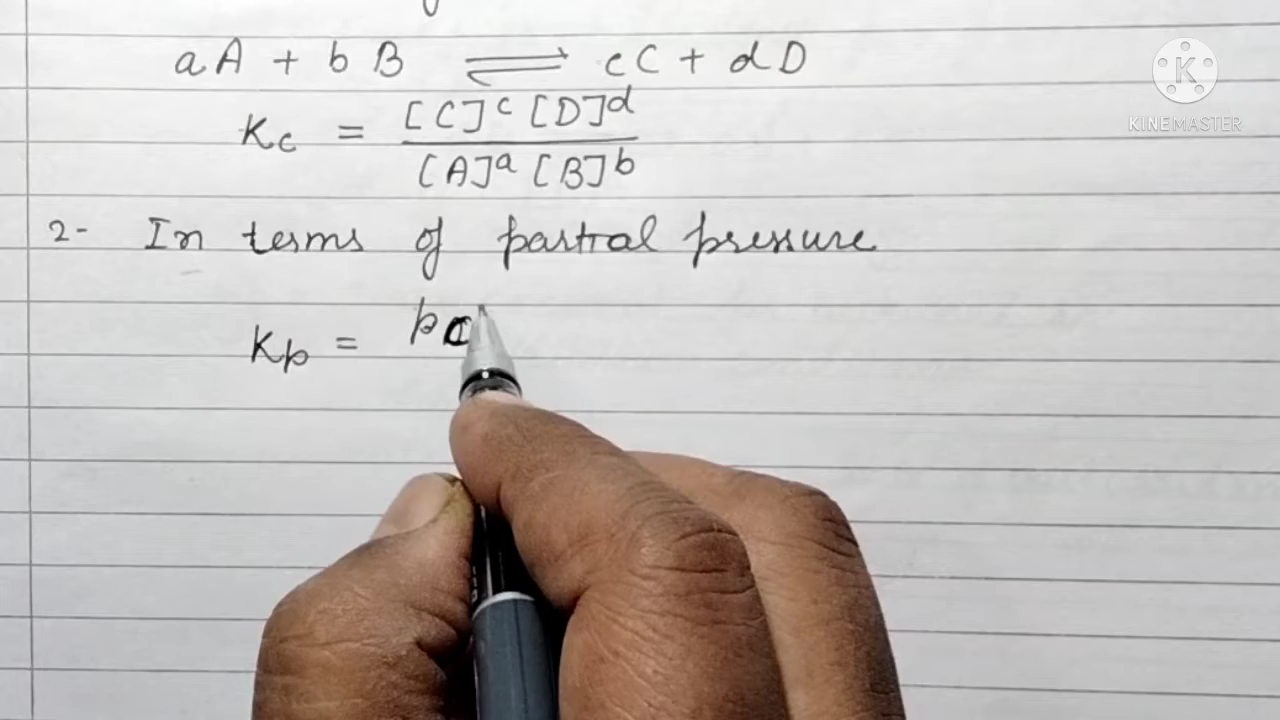 aA + bB ⇌ cC + dD
K
KINEMASTER
Kc = [C]^c [D]^d / [A]^a [B]^b
2- In terms of partial pressure
Kp = pC